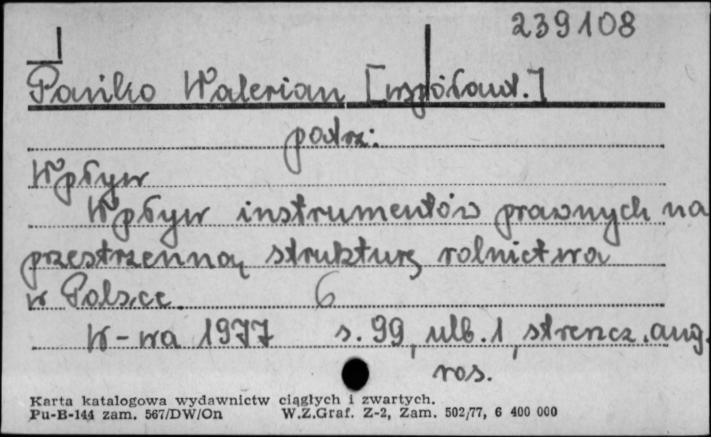 239108
Pańko Walerian [współaut.]
patrz:
Wpływ
Wpływ instrumentów prawnych na
przestrzenną strukturę rolnictwa
w Polsce. 6
W-wa 1977 s. 99, ulb. 1, streszcz. ang.
ros.
Karta katalogowa wydawnictw ciągłych i zwartych.
Pu-B-144 zam. 567/DW/On W.Z.Graf. Z-2, Zam. 502/77, 6 400 000